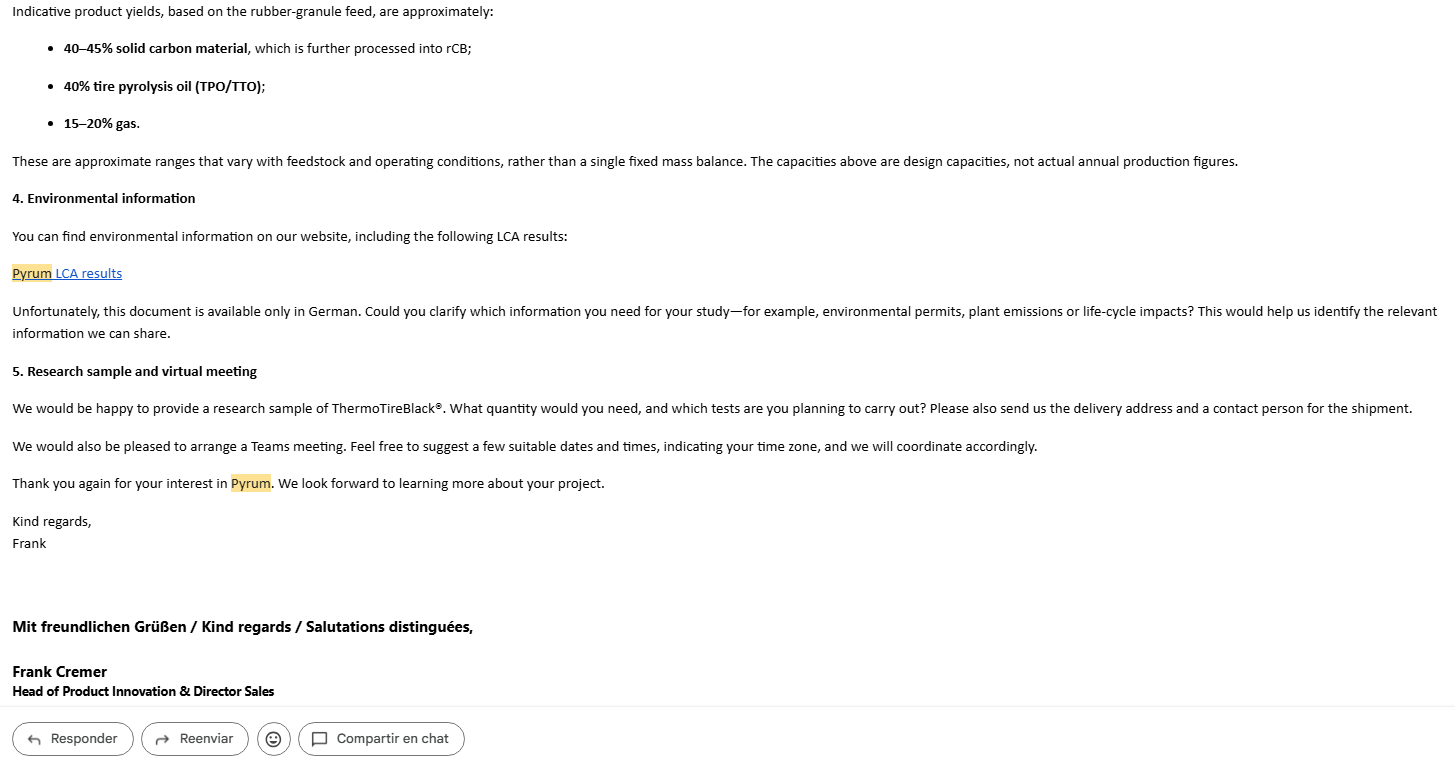 Indicative product yields, based on the rubber-granule feed, are approximately:
• 40–45% solid carbon material, which is further processed into rCB;
• 40% tire pyrolysis oil (TPO/TTO);
• 15–20% gas.
These are approximate ranges that vary with feedstock and operating conditions, rather than a single fixed mass balance. The capacities above are design capacities, not actual annual production figures.
4. Environmental information
You can find environmental information on our website, including the following LCA results:
Pyrum LCA results
Unfortunately, this document is available only in German. Could you clarify which information you need for your study—for example, environmental permits, plant emissions or life-cycle impacts? This would help us identify the relevant
information we can share.
5. Research sample and virtual meeting
We would be happy to provide a research sample of ThermoTireBlack®. What quantity would you need, and which tests are you planning to carry out? Please also send us the delivery address and a contact person for the shipment.
We would also be pleased to arrange a Teams meeting. Feel free to suggest a few suitable dates and times, indicating your time zone, and we will coordinate accordingly.
Thank you again for your interest in Pyrum. We look forward to learning more about your project.
Kind regards,
Frank
Mit freundlichen Grüßen / Kind regards / Salutations distinguées,
Frank Cremer
Head of Product Innovation & Director Sales
Responder Reenviar Compartir en chat